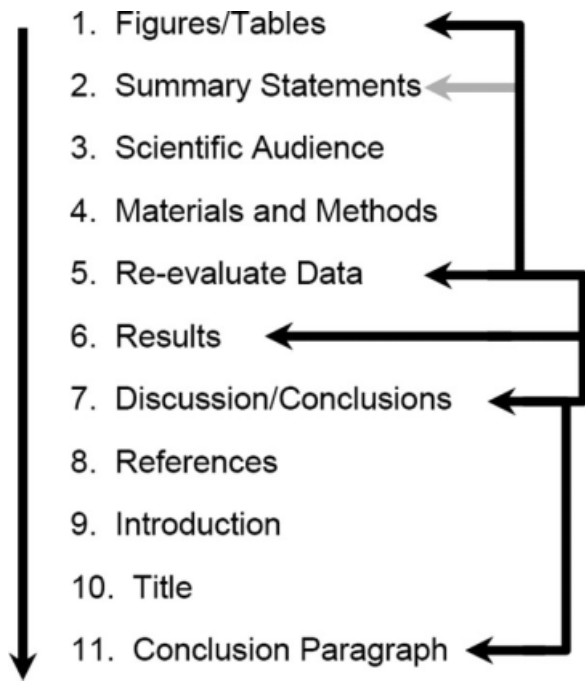 1. Figures/Tables
2. Summary Statements
3. Scientific Audience
4. Materials and Methods
5. Re-evaluate Data
6. Results
7. Discussion/Conclusions
8. References
9. Introduction
10. Title
11. Conclusion Paragraph